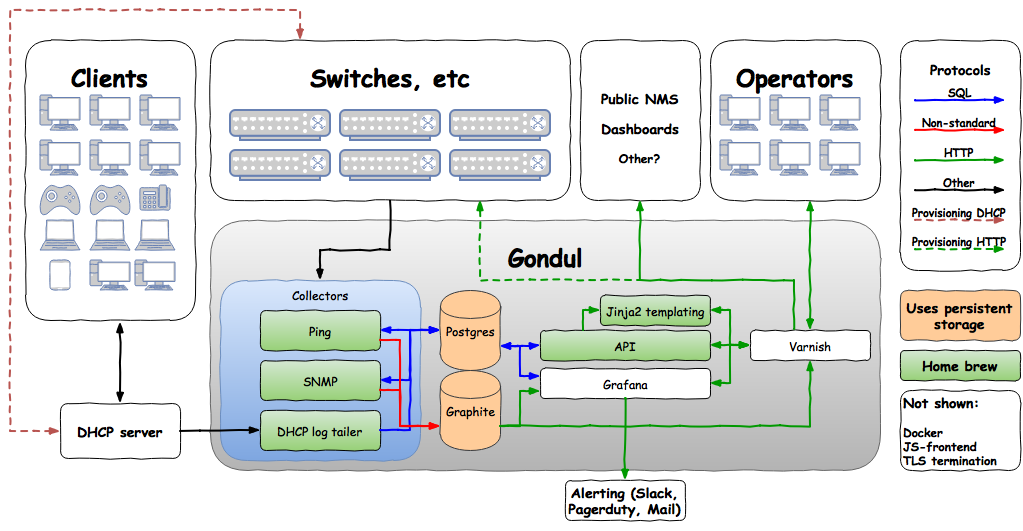 Clients
Switches, etc
Public NMS
Dashboards
Other?
Operators
Protocols
SQL
Non-standard
HTTP
Other
Provisioning DHCP
Provisioning HTTP
Gondul
Collectors
Ping
SNMP
DHCP log tailer
Postgres
Graphite
Jinja2 templating
API
Grafana
Varnish
DHCP server
Alerting (Slack,
Pagerduty, Mail)
Uses persistent
storage
Home brew
Not shown:
Docker
JS-frontend
TLS termination